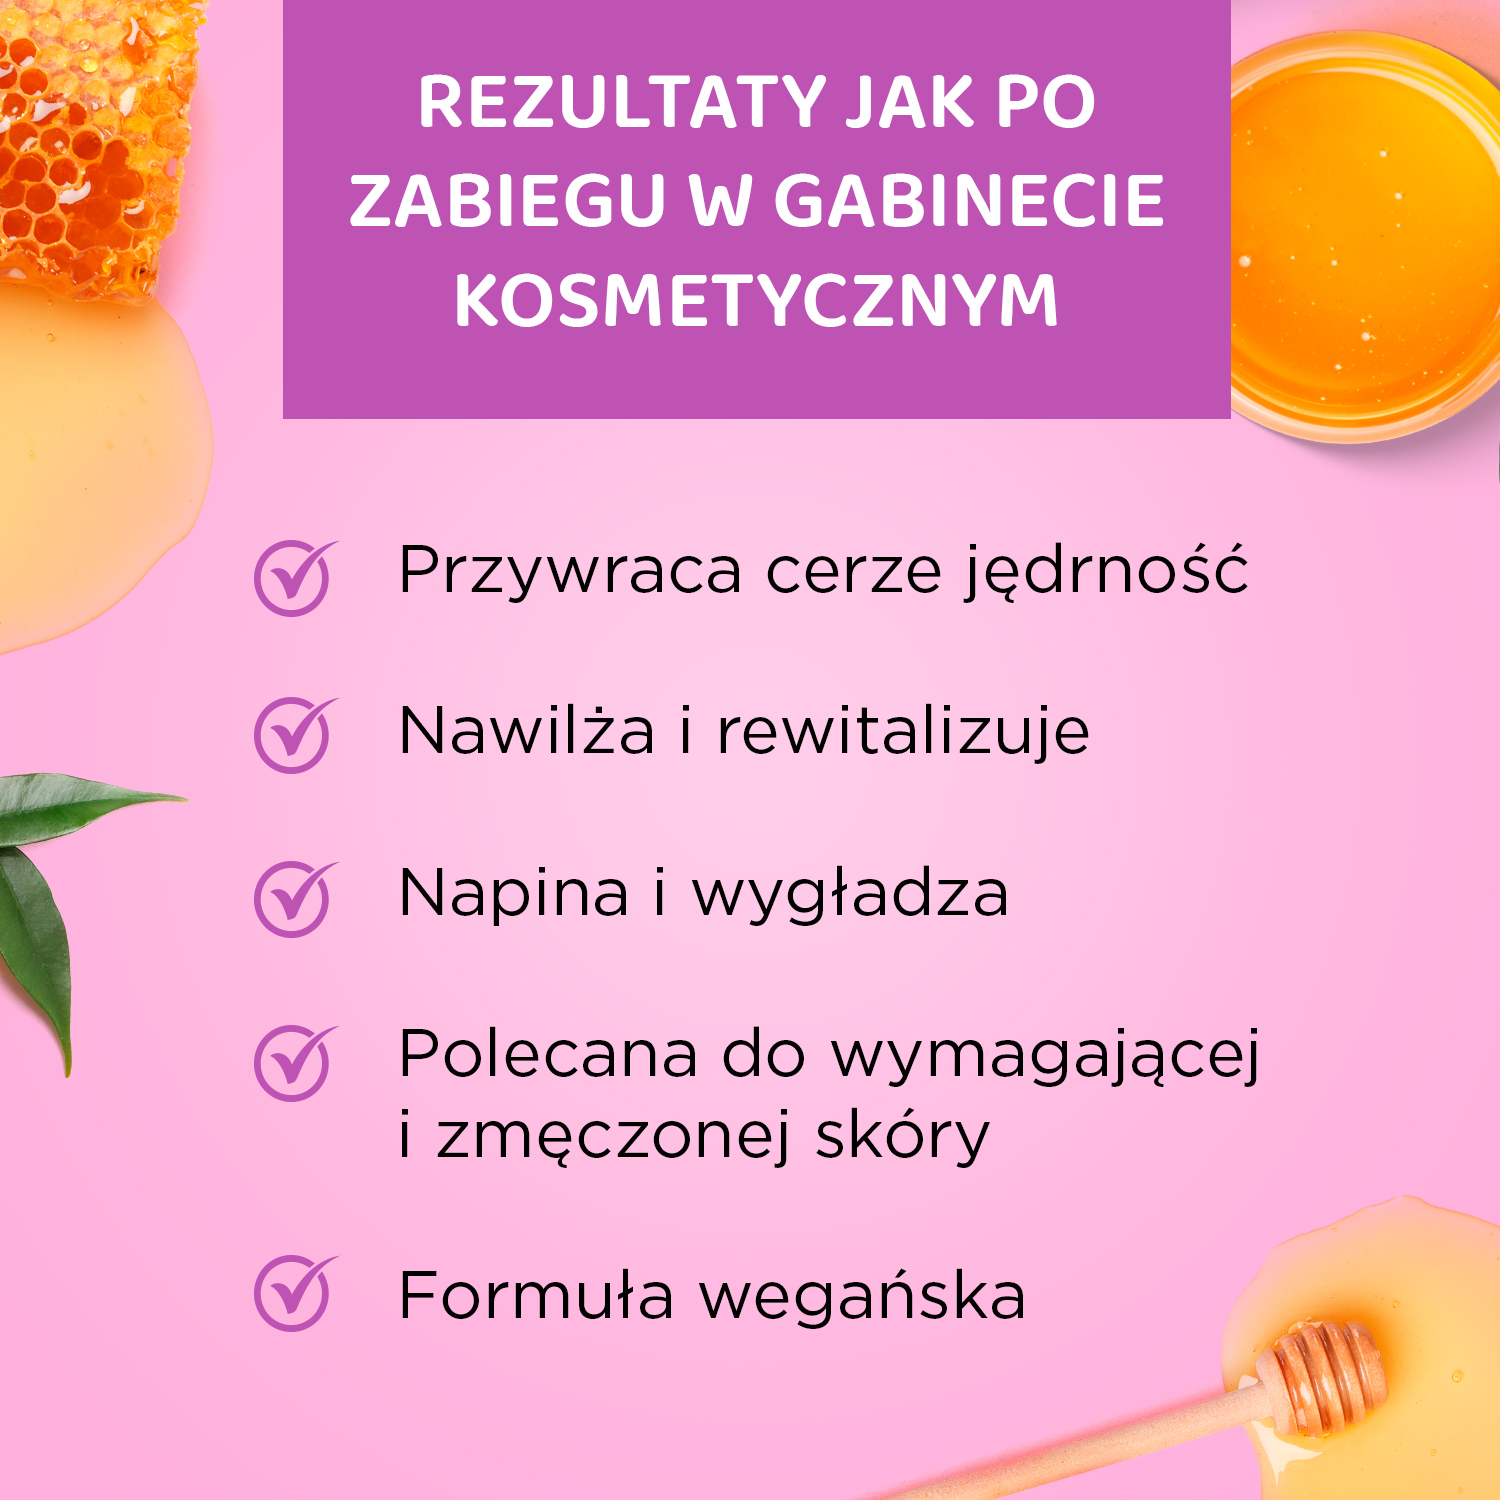 REZULTATY JAK PO
ZABIEGU W GABINECIE
KOSMETYCZNYM
Przywraca cerze jędrność
Nawilża i rewitalizuje
Napina i wygładza
Polecana do wymagającej
i zmęczonej skóry
Formuła wegańska